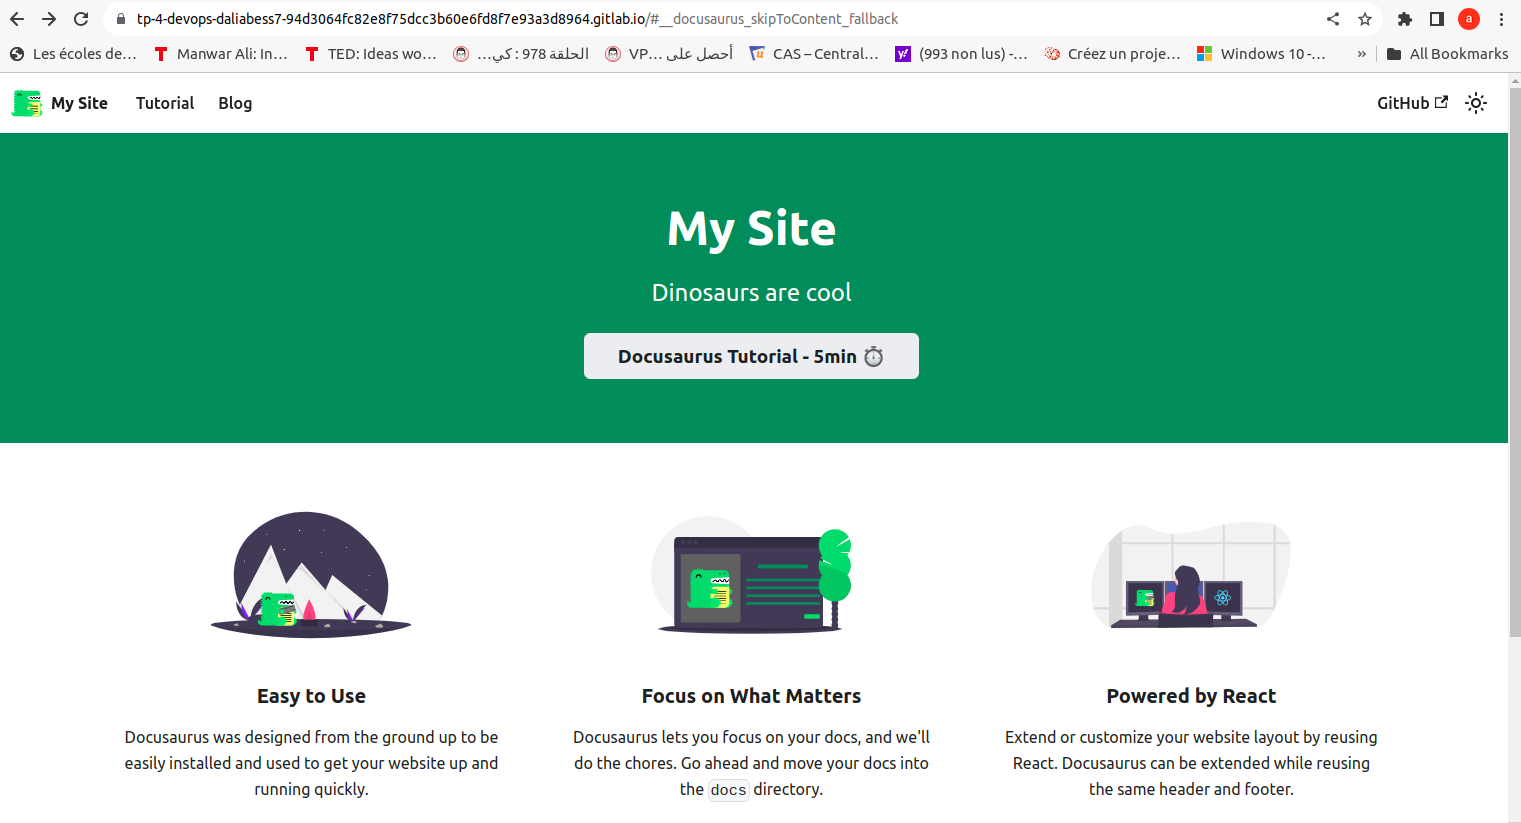 tp-4-devops-daliabess7-94d3064fc82e8f75dcc3b60e6fd8f7e93a3d8964.gitlab.io/#__docusaurus_skipToContent_fallback
a
Les écoles de… Manwar Ali: In… TED: Ideas wo… الحلقة 978 : كي… أحصل على VP… CAS – Central… (993 non lus) -… Créez un proje… Windows 10 -… » All Bookmarks
My Site Tutorial Blog GitHub
My Site
Dinosaurs are cool
Docusaurus Tutorial - 5min ⏱️
Easy to Use
Docusaurus was designed from the ground up to be
easily installed and used to get your website up and
running quickly.
Focus on What Matters
Docusaurus lets you focus on your docs, and we'll
do the chores. Go ahead and move your docs into
the docs directory.
Powered by React
Extend or customize your website layout by reusing
React. Docusaurus can be extended while reusing
the same header and footer.